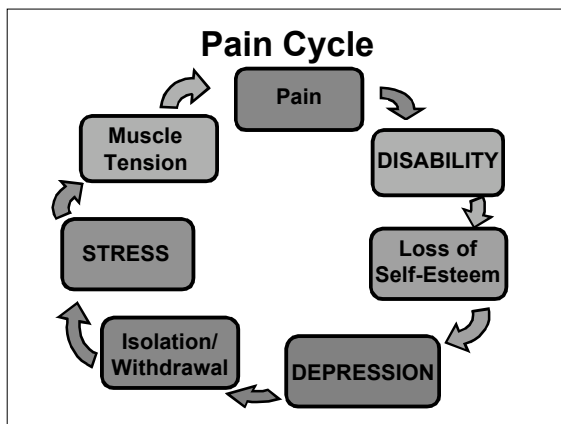 Pain Cycle
Pain
DISABILITY
Loss of
Self-Esteem
DEPRESSION
Isolation/
Withdrawal
STRESS
Muscle
Tension